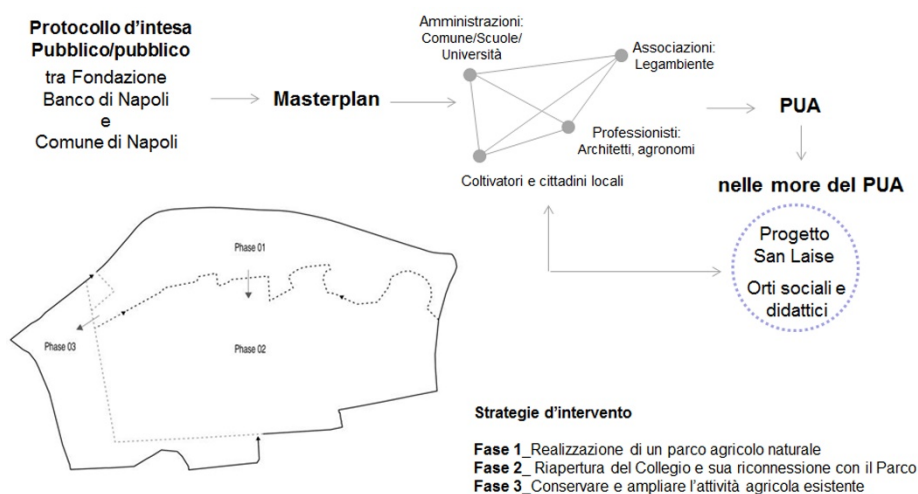 Protocollo d'intesa
Pubblico/pubblico
tra Fondazione
Banco di Napoli
e
Comune di Napoli
Masterplan
Amministrazioni:
Comune/Scuole/
Università
Associazioni:
Legambiente
Professionisti:
Architetti, agronomi
Coltivatori e cittadini locali
PUA
nelle more del PUA
Progetto
San Laise
Orti sociali e
didattici
Phase 01
Phase 03
Phase 02
Strategie d'intervento
Fase 1_Realizzazione di un parco agricolo naturale
Fase 2_ Riapertura del Collegio e sua riconnessione con il Parco
Fase 3_ Conservare e ampliare l'attività agricola esistente